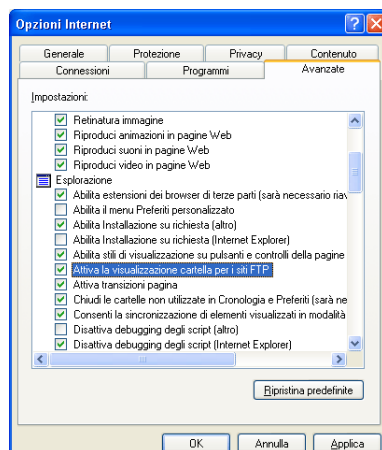 Opzioni Internet
Generale Protezione Privacy Contenuto
Connessioni Programmi Avanzate
Impostazioni:
Retinatura immagine
Riproduci animazioni in pagine Web
Riproduci suoni in pagine Web
Riproduci video in pagine Web
Esplorazione
Abilita estensioni dei browser di terze parti (sarà necessario riav
Abilita il menu Preferiti personalizzato
Abilita Installazione su richiesta (altro)
Abilita Installazione su richiesta (Internet Explorer)
Abilita stili di visualizzazione su pulsanti e controlli della pagine
Attiva la visualizzazione cartella per i siti FTP
Attiva transizioni pagina
Chiudi le cartelle non utilizzate in Cronologia e Preferiti (sarà ne
Consenti la sincronizzazione di elementi visualizzati in modalità
Disattiva debugging degli script (altro)
Disattiva debugging degli script (Internet Explorer)
Ripristina predefinite
OK Annulla Applica